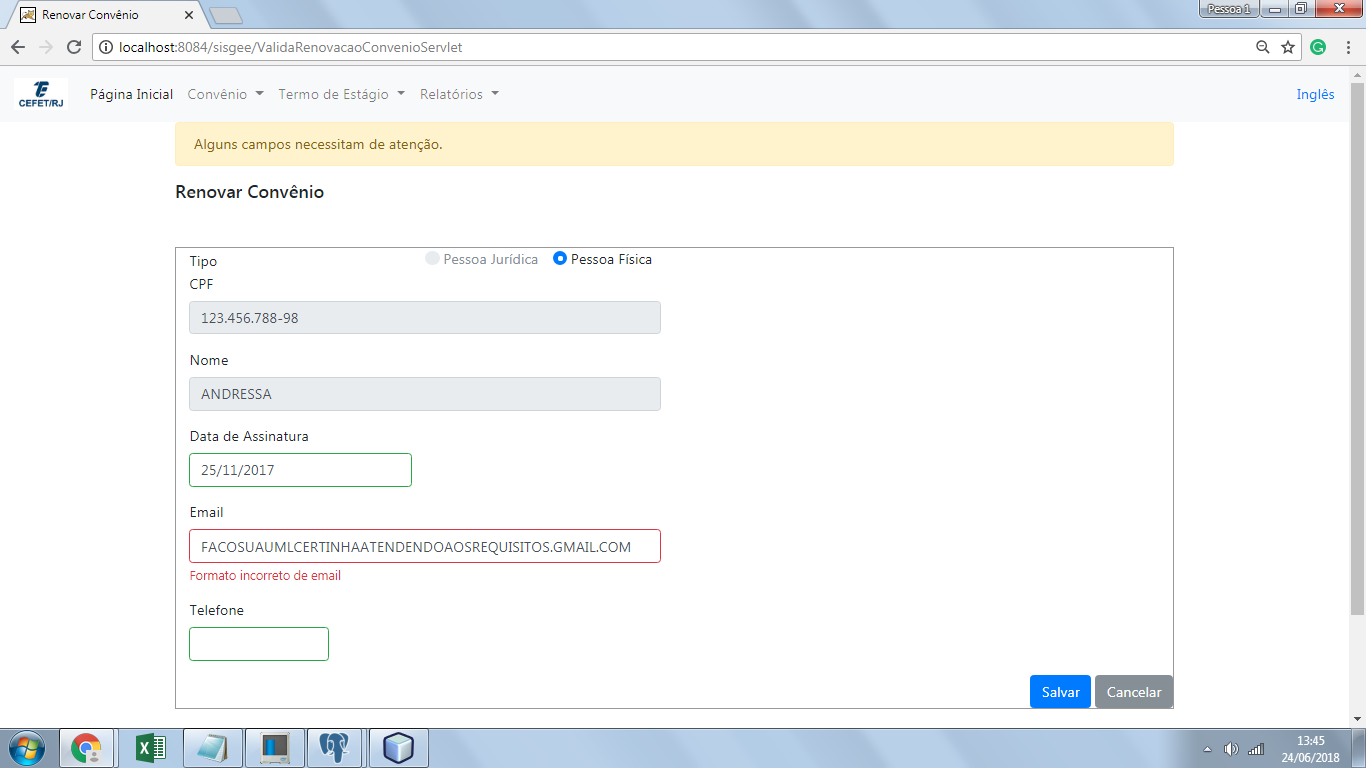 Renovar Convênio
Pessoa 1
localhost:8084/sisgee/ValidaRenovacaoConvenioServlet
CEFET/RJ
Página Inicial Convênio Termo de Estágio Relatórios Inglês
Alguns campos necessitam de atenção.
Renovar Convênio
Tipo Pessoa Jurídica Pessoa Física
CPF
123.456.788-98
Nome
ANDRESSA
Data de Assinatura
25/11/2017
Email
FACOSUAUMLCERTINHAATENDENDOAOSREQUISITOS.GMAIL.COM
Formato incorreto de email
Telefone
Salvar Cancelar
13:45
24/06/2018